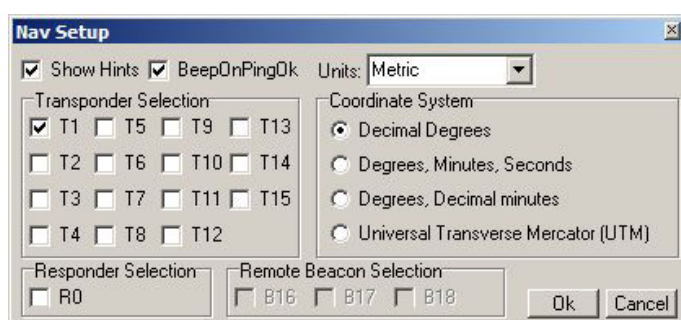 Nav Setup
Show Hints BeepOnPingOk Units: Metric
Transponder Selection Coordinate System
T1 T5 T9 T13 Decimal Degrees
T2 T6 T10 T14 Degrees, Minutes, Seconds
T3 T7 T11 T15 Degrees, Decimal minutes
T4 T8 T12 Universal Transverse Mercator (UTM)
Responder Selection Remote Beacon Selection
R0 B16 B17 B18 Ok Cancel